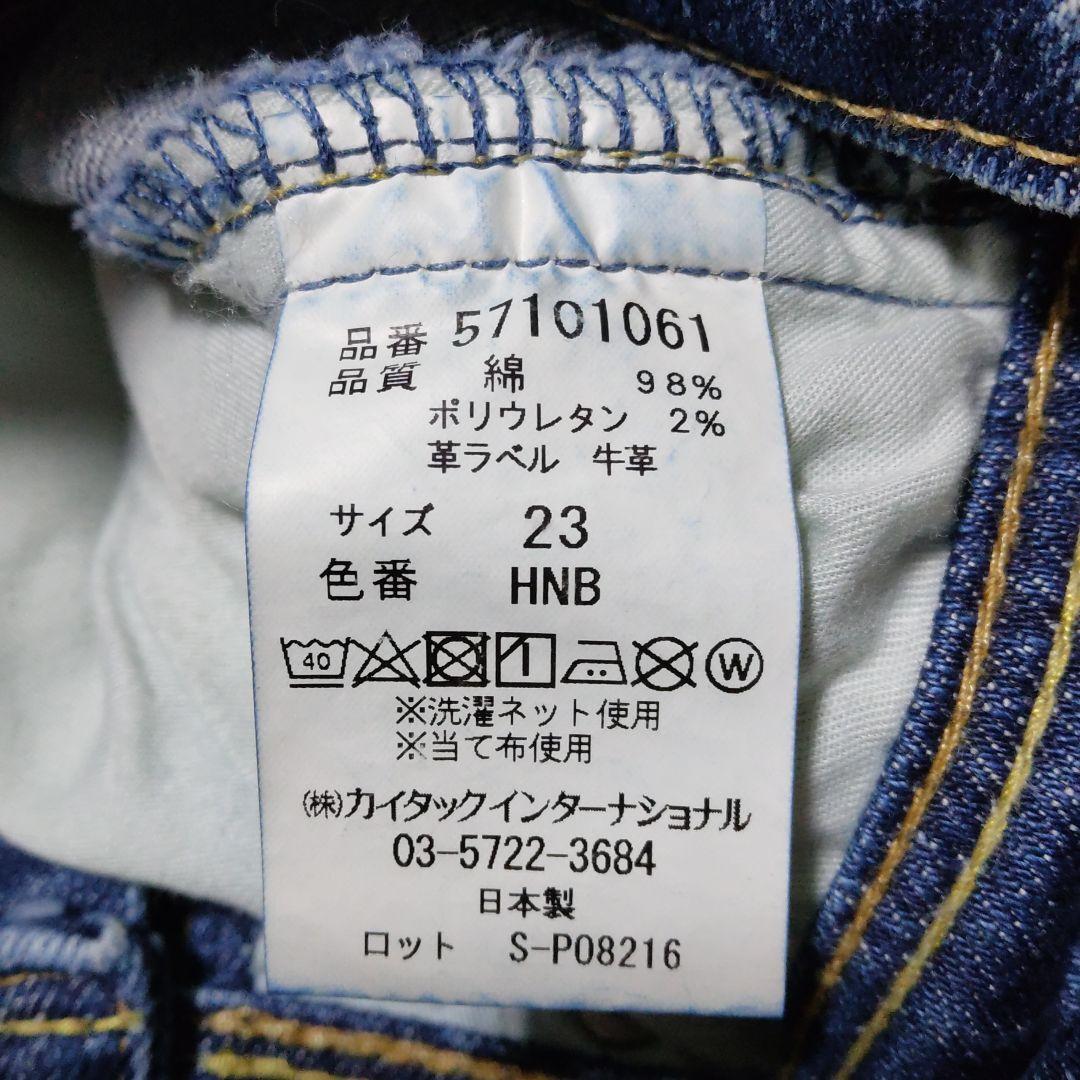 品番 57101061
品質 綿 98%
ポリウレタン 2%
革ラベル 牛革
サイズ 23
色番 HNB
40 1 W
※洗濯ネット使用
※当て布使用
㈱カイタックインターナショナル
03-5722-3684
日本製
ロット S-P08216